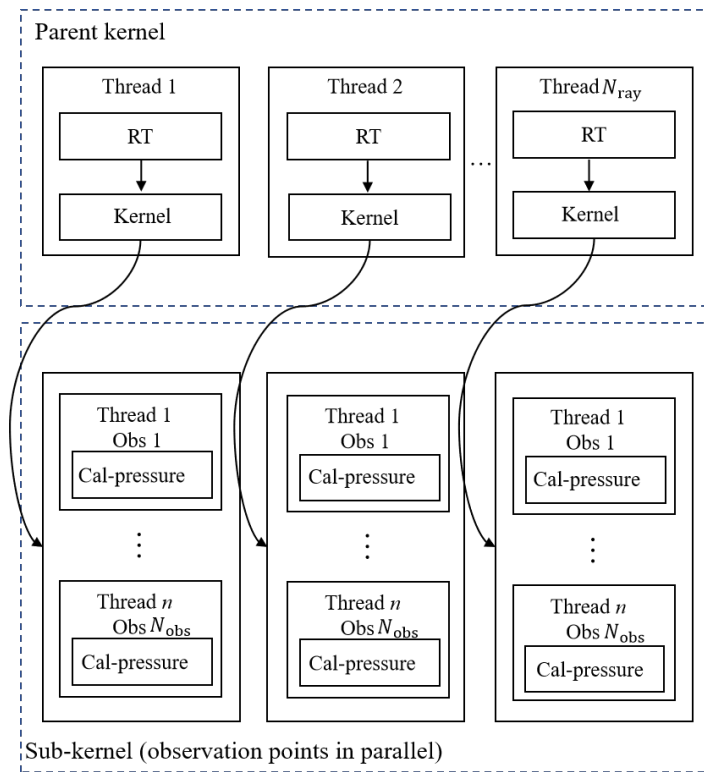 Parent kernel
Thread 1
RT
Kernel
Thread 2
RT
Kernel
...
Thread N_ray
RT
Kernel
Thread 1
Obs 1
Cal-pressure
⋮
Thread n
Obs N_obs
Cal-pressure
Thread 1
Obs 1
Cal-pressure
⋮
Thread n
Obs N_obs
Cal-pressure
Thread 1
Obs 1
Cal-pressure
⋮
Thread n
Obs N_obs
Cal-pressure
Sub-kernel (observation points in parallel)